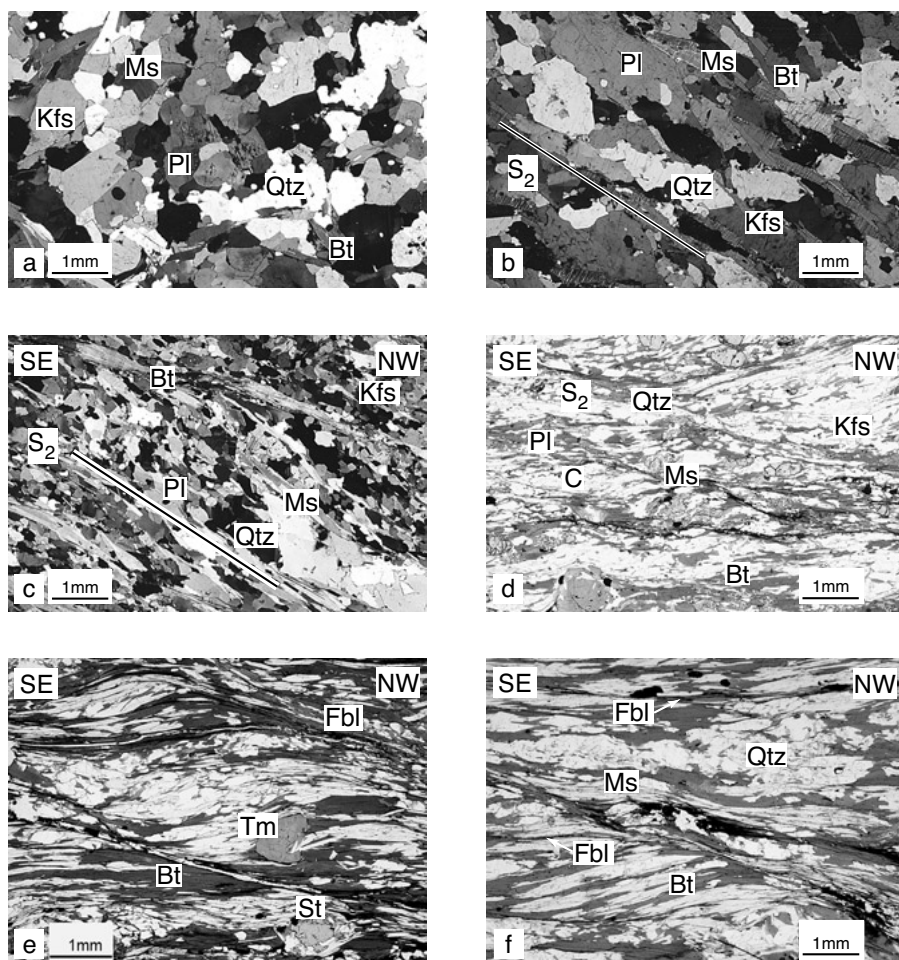 Ms
Kfs
Pl
Qtz
Bt
a
1mm
Pl
Ms
Bt
S2
Qtz
Kfs
b
1mm
SE
NW
Bt
Kfs
S2
Pl
Ms
Qtz
c
1mm
SE
NW
S2
Qtz
Kfs
Pl
C
Ms
Bt
d
1mm
SE
NW
Fbl
Tm
Bt
St
e
1mm
SE
NW
Fbl
Qtz
Ms
Fbl
Bt
f
1mm